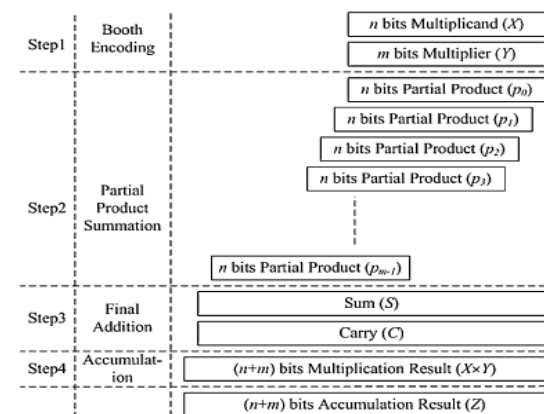 Step1
Booth
Encoding
n bits Multiplicand (X)
m bits Multiplier (Y)
Step2
Partial
Product
Summation
n bits Partial Product (p0)
n bits Partial Product (p1)
n bits Partial Product (p2)
n bits Partial Product (p3)
n bits Partial Product (pm-1)
Step3
Final
Addition
Sum (S)
Carry (C)
Step4
Accumulat-
ion
(n+m) bits Multiplication Result (X×Y)
(n+m) bits Accumulation Result (Z)